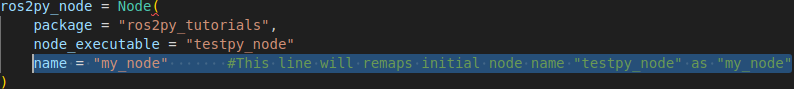 ros2py_node = Node(
package = "ros2py_tutorials",
node_executable = "testpy_node"
name = "my_node" #This line will remaps initial node name "testpy_node" as "my_node"
)